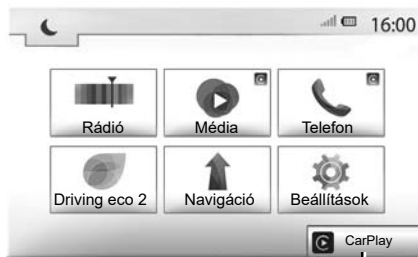 16:00
Rádió Média Telefon
Driving eco 2 Navigáció Beállítások
CarPlay